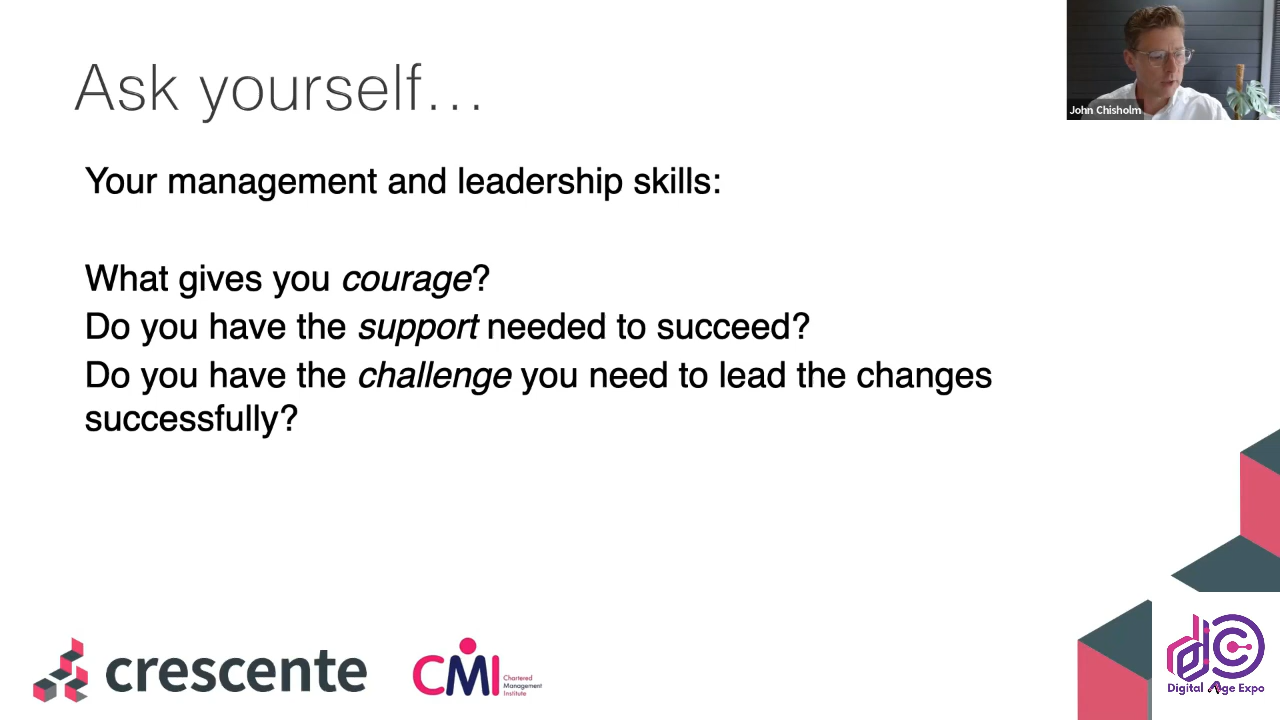 Ask yourself…
John Chisholm
Your management and leadership skills:
What gives you courage?
Do you have the support needed to succeed?
Do you have the challenge you need to lead the changes
successfully?
crescente
CMI
Chartered
Management
Institute
dc
Digital Age Expo